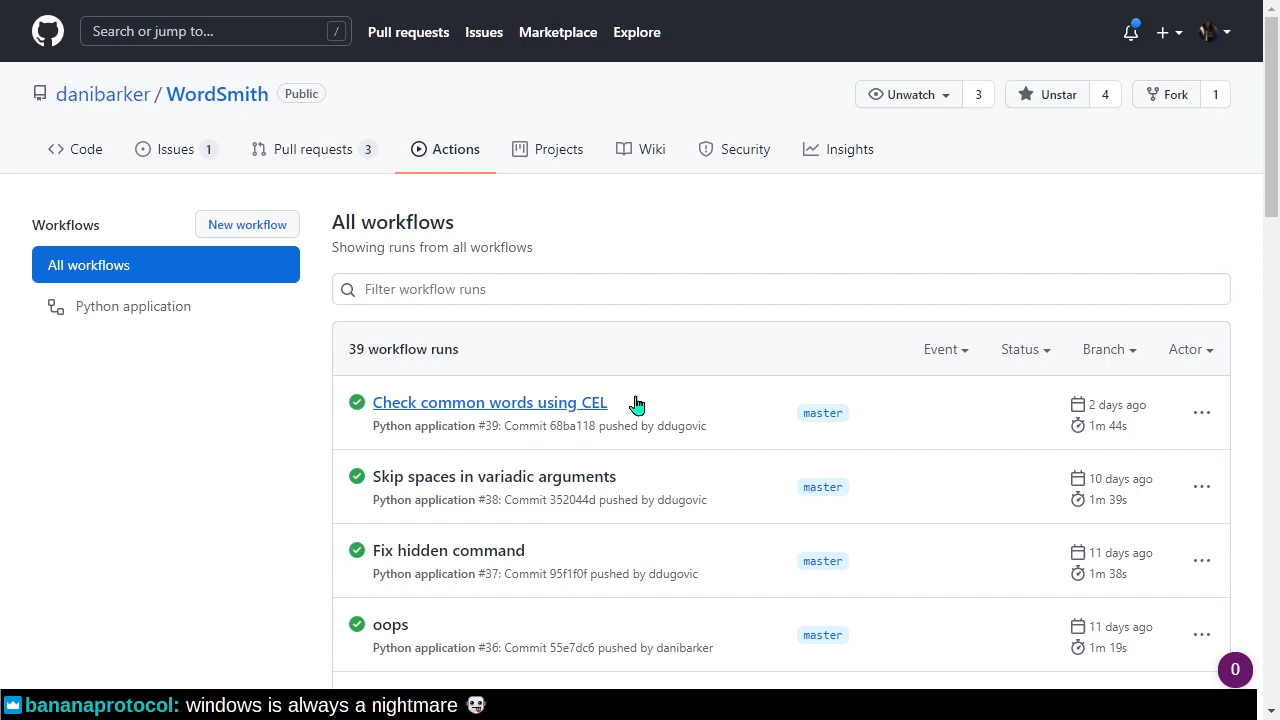 Search or jump to... /
Pull requests Issues Marketplace Explore
danibarker / WordSmith Public
Unwatch 3 Unstar 4 Fork 1
Code Issues 1 Pull requests 3 Actions Projects Wiki Security Insights
Workflows New workflow
All workflows
Python application
All workflows
Showing runs from all workflows
Filter workflow runs
39 workflow runs Event Status Branch Actor
Check common words using CEL
Python application #39: Commit 68ba118 pushed by ddugovic
master
2 days ago
1m 44s
Skip spaces in variadic arguments
Python application #38: Commit 352044d pushed by ddugovic
master
10 days ago
1m 39s
Fix hidden command
Python application #37: Commit 95f1f0f pushed by ddugovic
master
11 days ago
1m 38s
oops
Python application #36: Commit 55e7dc6 pushed by danibarker
master
11 days ago
1m 19s
0
bananaprotocol: windows is always a nightmare